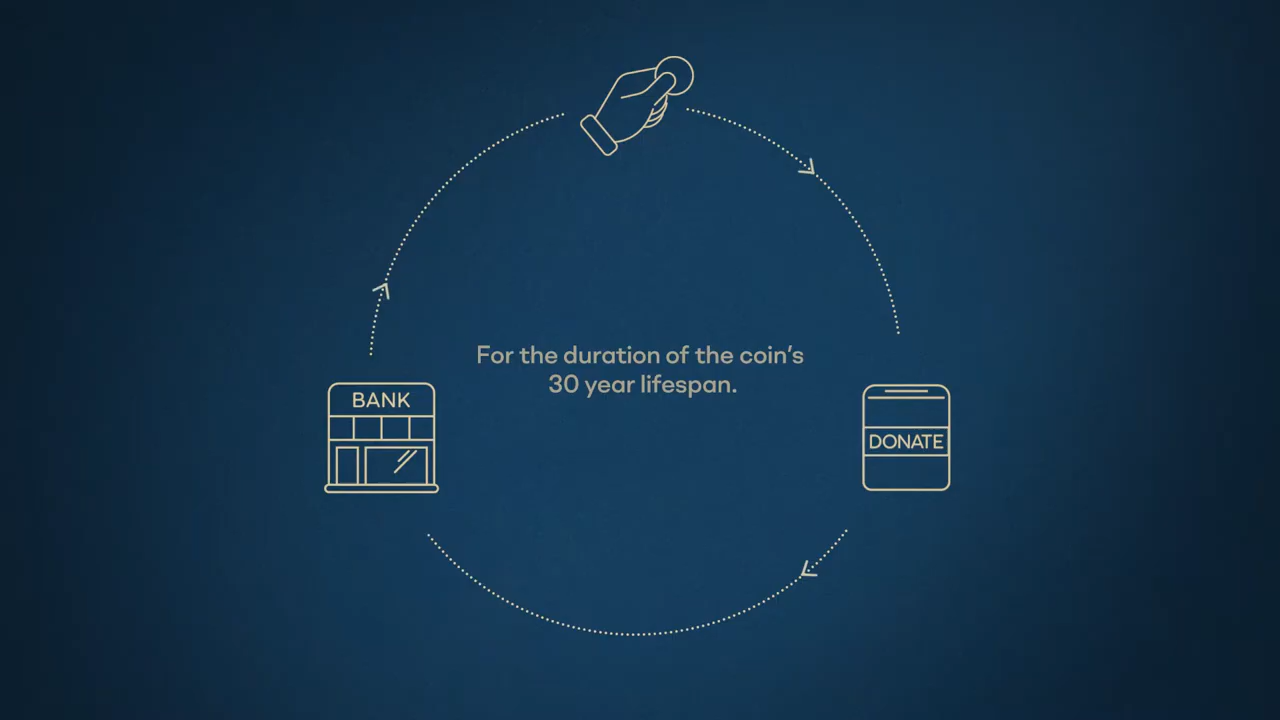 For the duration of the coin’s
30 year lifespan.
BANK
DONATE